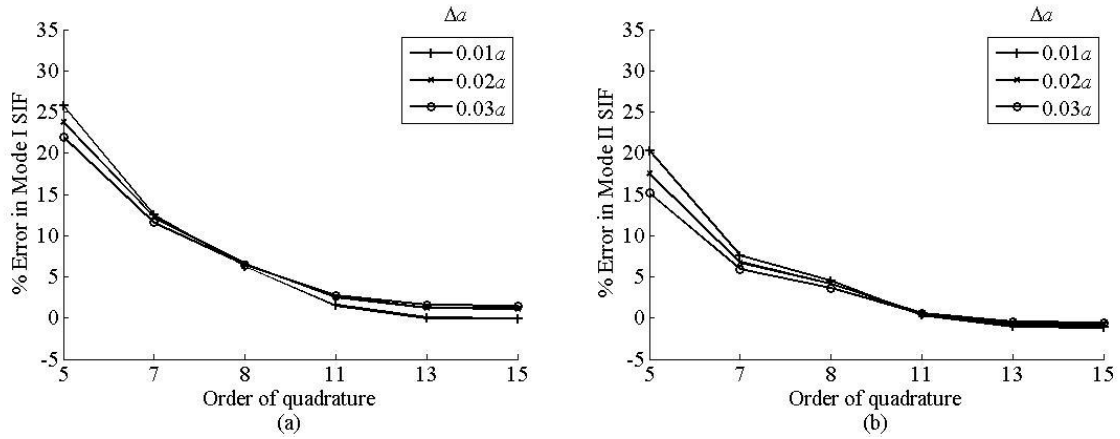 Δa
0.01a
0.02a
0.03a
35
30
25
20
15
10
5
0
-5
% Error in Mode I SIF
5 7 8 11 13 15
Order of quadrature
(a)
Δa
0.01a
0.02a
0.03a
35
30
25
20
15
10
5
0
-5
% Error in Mode II SIF
5 7 8 11 13 15
Order of quadrature
(b)